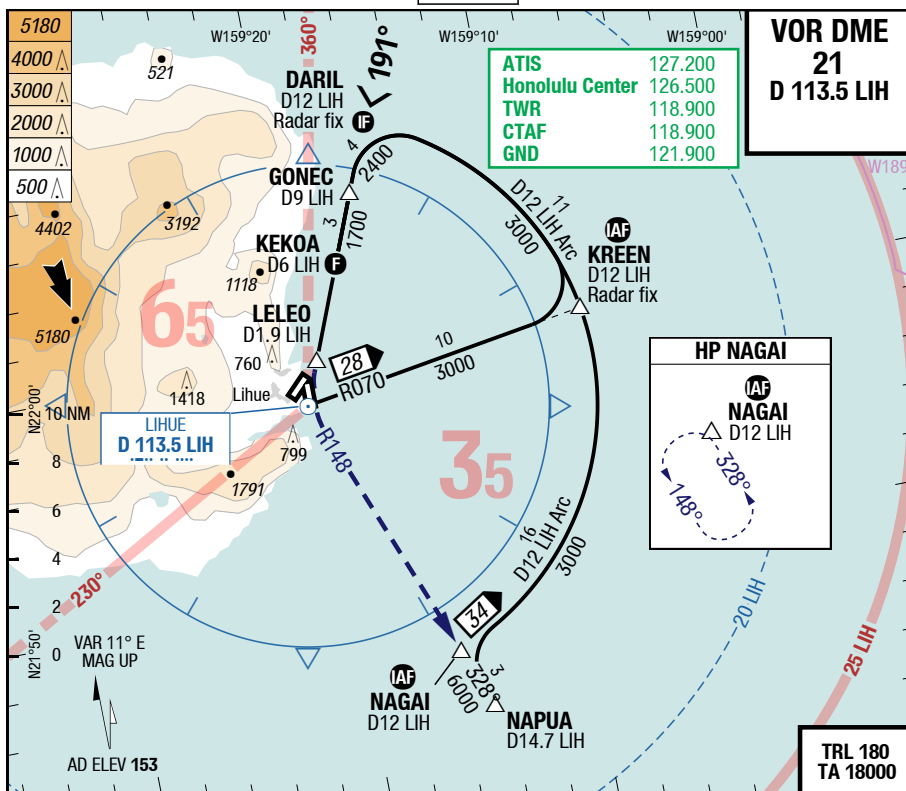 5180
4000
3000
2000
1000
500
W159°20'
W159°10'
W159°00'
VOR DME
21
D 113.5 LIH
ATIS 127.200
Honolulu Center 126.500
TWR 118.900
CTAF 118.900
GND 121.900
W189
360°
< 191°
DARIL
D12 LIH
Radar fix
IF
4
2400
GONEC
D9 LIH
3
1700
KEKOA
D6 LIH
F
LELEO
D1.9 LIH
521
3192
4402
1118
5180
65
760
1418
Lihue
28
R070
10
3000
11
D12 LIH Arc
3000
IAF
KREEN
D12 LIH
Radar fix
HP NAGAI
IAF
NAGAI
D12 LIH
328°
148°
N22°00'
10 NM
8
6
4
2
0
N21°50'
LIHUE
D 113.5 LIH
799
1791
R148
35
16
D12 LIH Arc
3000
34
230°
VAR 11° E
MAG UP
AD ELEV 153
IAF
NAGAI
D12 LIH
3
328°
6000
NAPUA
D14.7 LIH
20 LIH
25 LIH
TRL 180
TA 18000